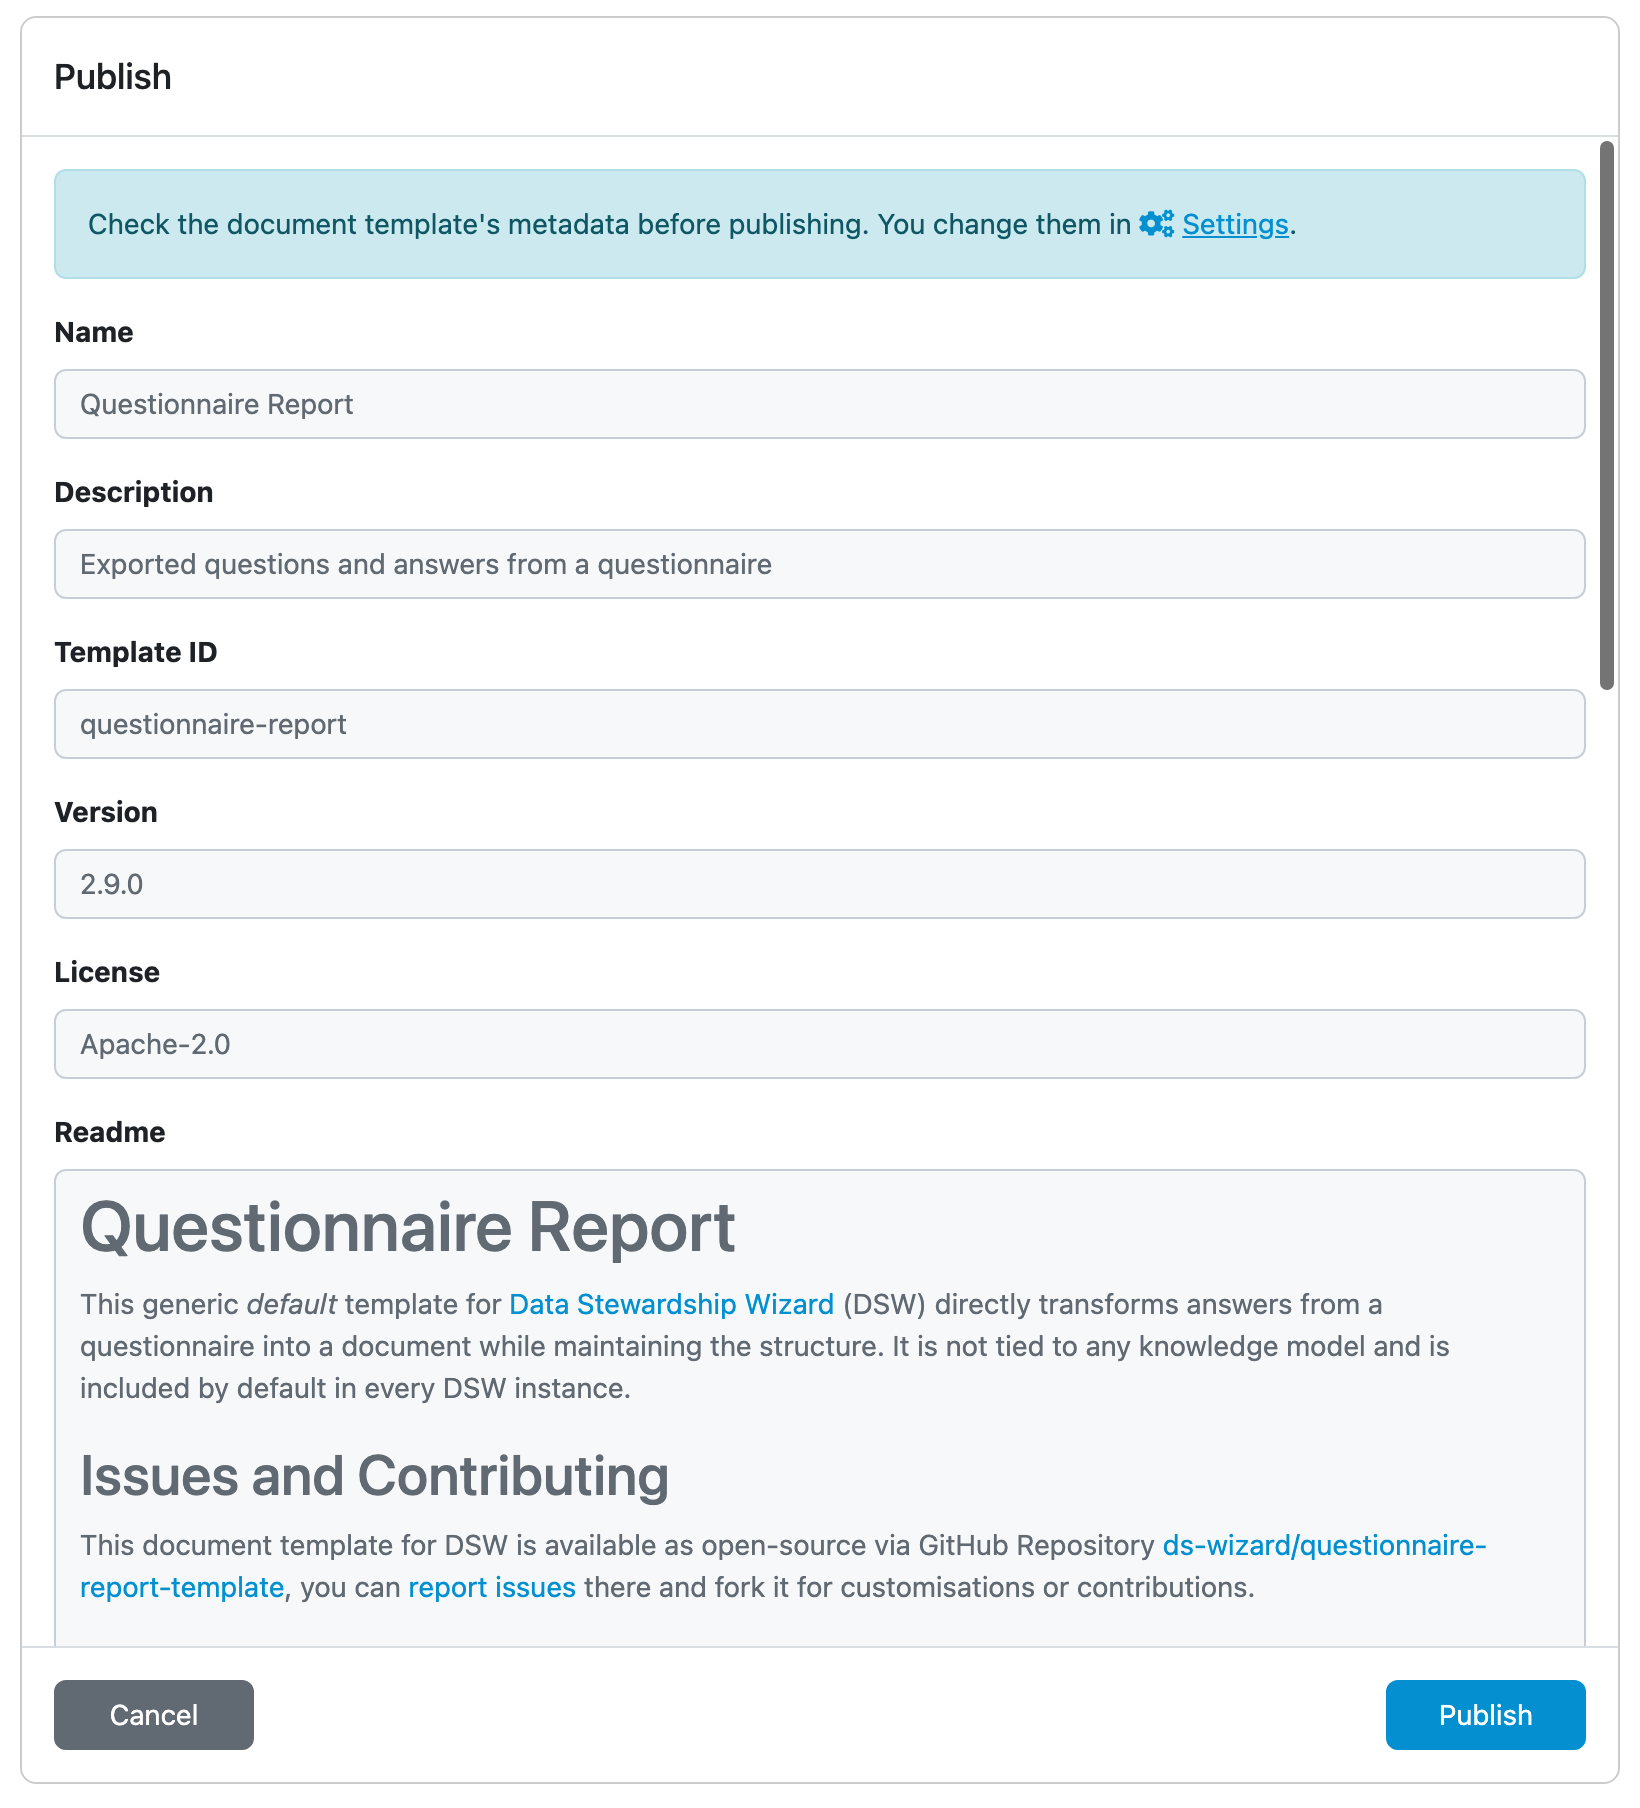 Publish
Check the document template's metadata before publishing. You change them in Settings.
Name
Questionnaire Report
Description
Exported questions and answers from a questionnaire
Template ID
questionnaire-report
Version
2.9.0
License
Apache-2.0
Readme
Questionnaire Report
This generic default template for Data Stewardship Wizard (DSW) directly transforms answers from a
questionnaire into a document while maintaining the structure. It is not tied to any knowledge model and is
included by default in every DSW instance.
Issues and Contributing
This document template for DSW is available as open-source via GitHub Repository ds-wizard/questionnaire-
report-template, you can report issues there and fork it for customisations or contributions.
Cancel
Publish